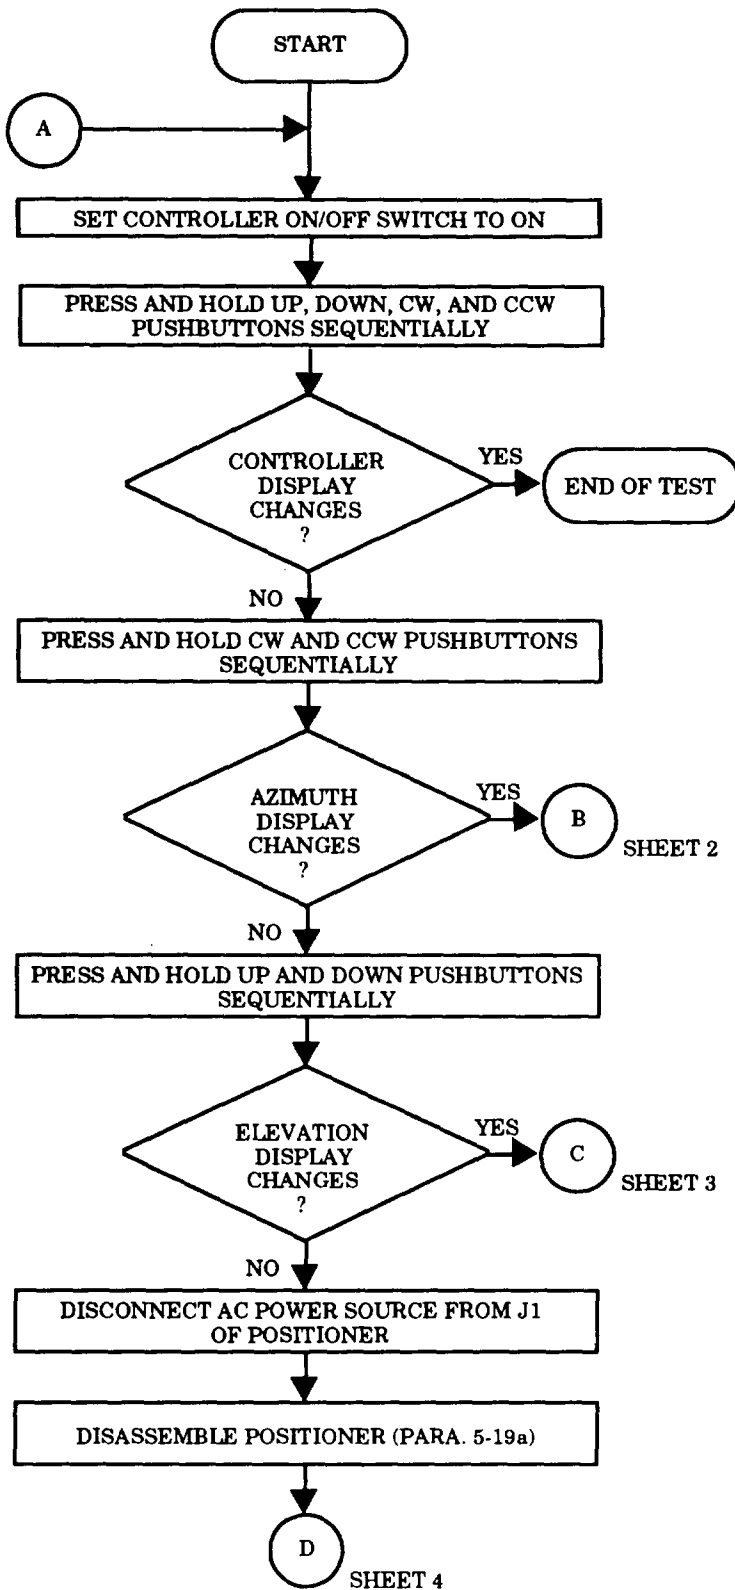 START
A
SET CONTROLLER ON/OFF SWITCH TO ON
PRESS AND HOLD UP, DOWN, CW, AND CCW
PUSHBUTTONS SEQUENTIALLY
CONTROLLER
DISPLAY
CHANGES
?
YES
END OF TEST
NO
PRESS AND HOLD CW AND CCW PUSHBUTTONS
SEQUENTIALLY
AZIMUTH
DISPLAY
CHANGES
?
YES
B
SHEET 2
NO
PRESS AND HOLD UP AND DOWN PUSHBUTTONS
SEQUENTIALLY
ELEVATION
DISPLAY
CHANGES
?
YES
C
SHEET 3
NO
DISCONNECT AC POWER SOURCE FROM J1
OF POSITIONER
DISASSEMBLE POSITIONER (PARA. 5-19a)
D
SHEET 4